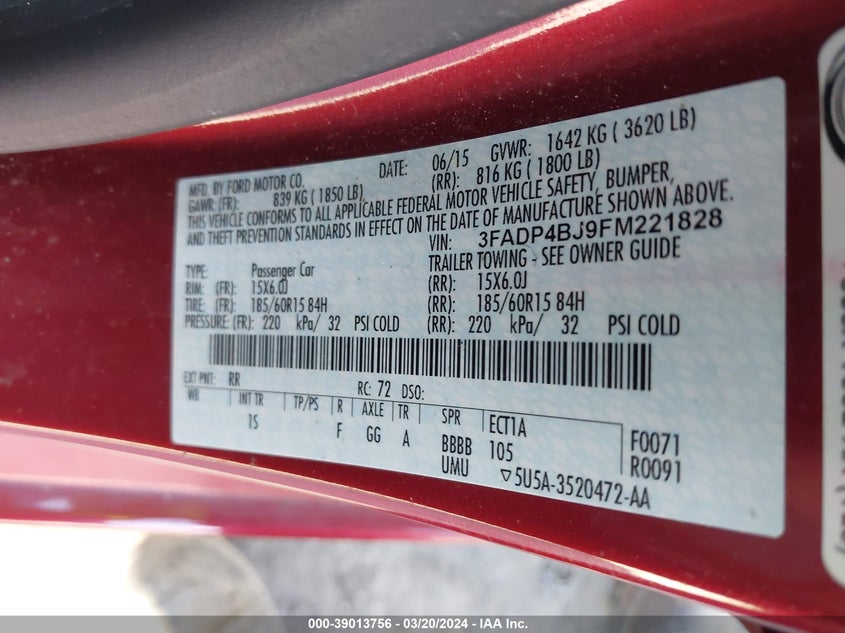 MFD. BY FORD MOTOR CO. DATE: 06/15 GVWR: 1642 KG ( 3620 LB)
GAWR: (FR): 839 KG ( 1850 LB) (RR): 816 KG ( 1800 LB)
THIS VEHICLE CONFORMS TO ALL APPLICABLE FEDERAL MOTOR VEHICLE SAFETY, BUMPER,
AND THEFT PREVENTION STANDARDS IN EFFECT ON THE DATE OF MANUFACTURE SHOWN ABOVE.
VIN: 3FADP4BJ9FM221828
TYPE: Passenger Car TRAILER TOWING - SEE OWNER GUIDE
RIM: (FR): 15X6.0J (RR): 15X6.0J
TIRE: (FR): 185/60R15 84H (RR): 185/60R15 84H
PRESSURE: (FR): 220 kPa/ 32 PSI COLD (RR): 220 kPa/ 32 PSI COLD
EXT PNT: RR RC: 72 DSO:
WB INT TR TP/PS R AXLE TR SPR ECT1A F0071
1S F GG A BBBB 105 R0091
UMU ▽5U5A-3520472-AA
000-39013756 — 03/20/2024 — IAA Inc.